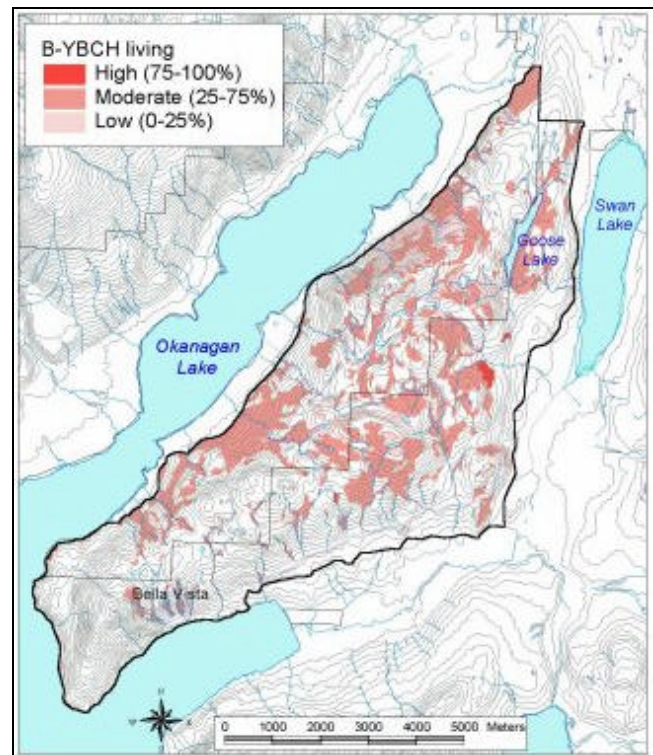 B-YBCH living
High (75-100%)
Moderate (25-75%)
Low (0-25%)
Swan
Lake
Goose
Lake
Okanagan
Lake
Bella Vista
0 1000 2000 3000 4000 5000 Meters